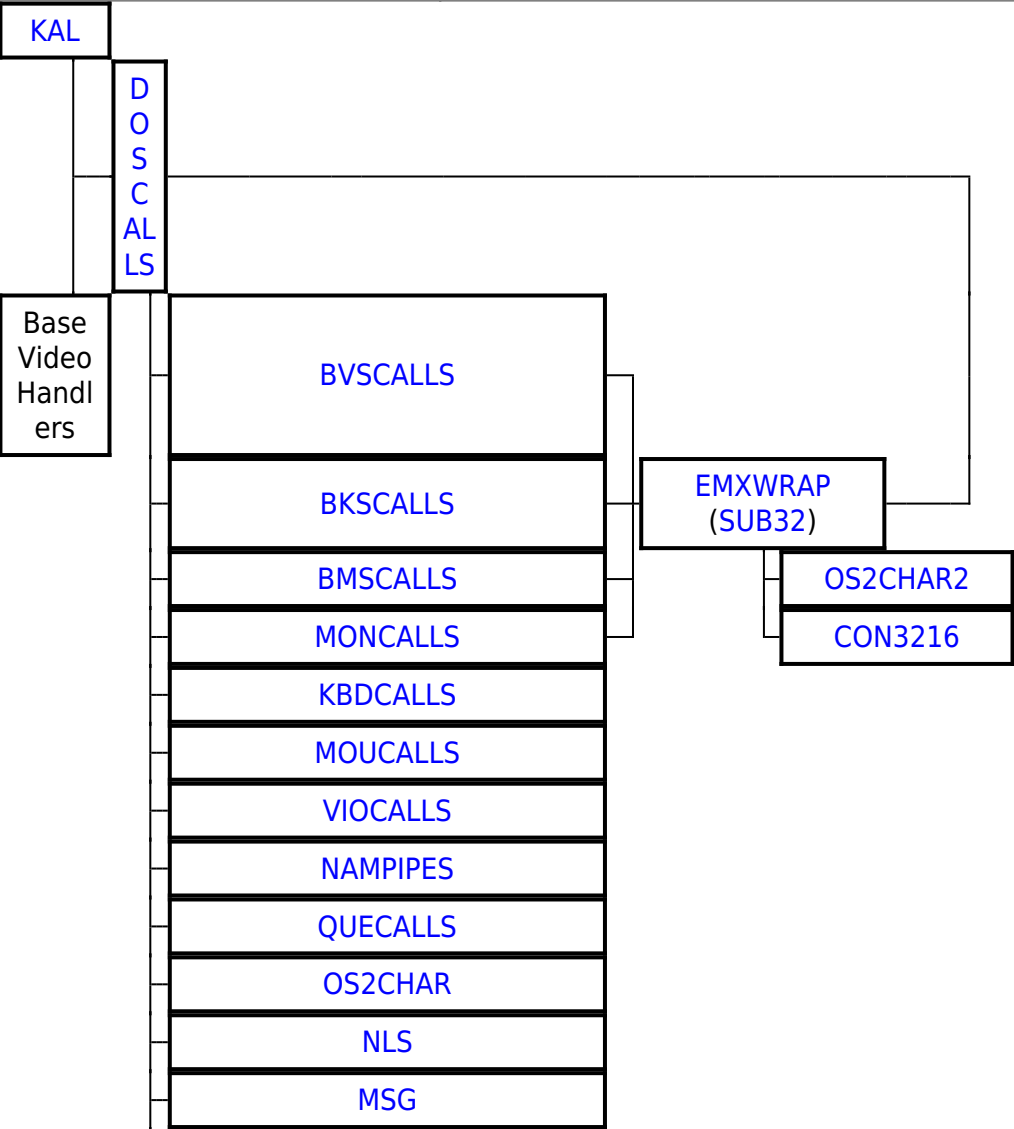 KAL
D
O
S
C
AL
LS
Base
Video
Handl
ers
BVSCALLS
BKSCALLS
EMXWRAP
(SUB32)
BMSCALLS
OS2CHAR2
MONCALLS
CON3216
KBDCALLS
MOUCALLS
VIOCALLS
NAMPIPES
QUECALLS
OS2CHAR
NLS
MSG